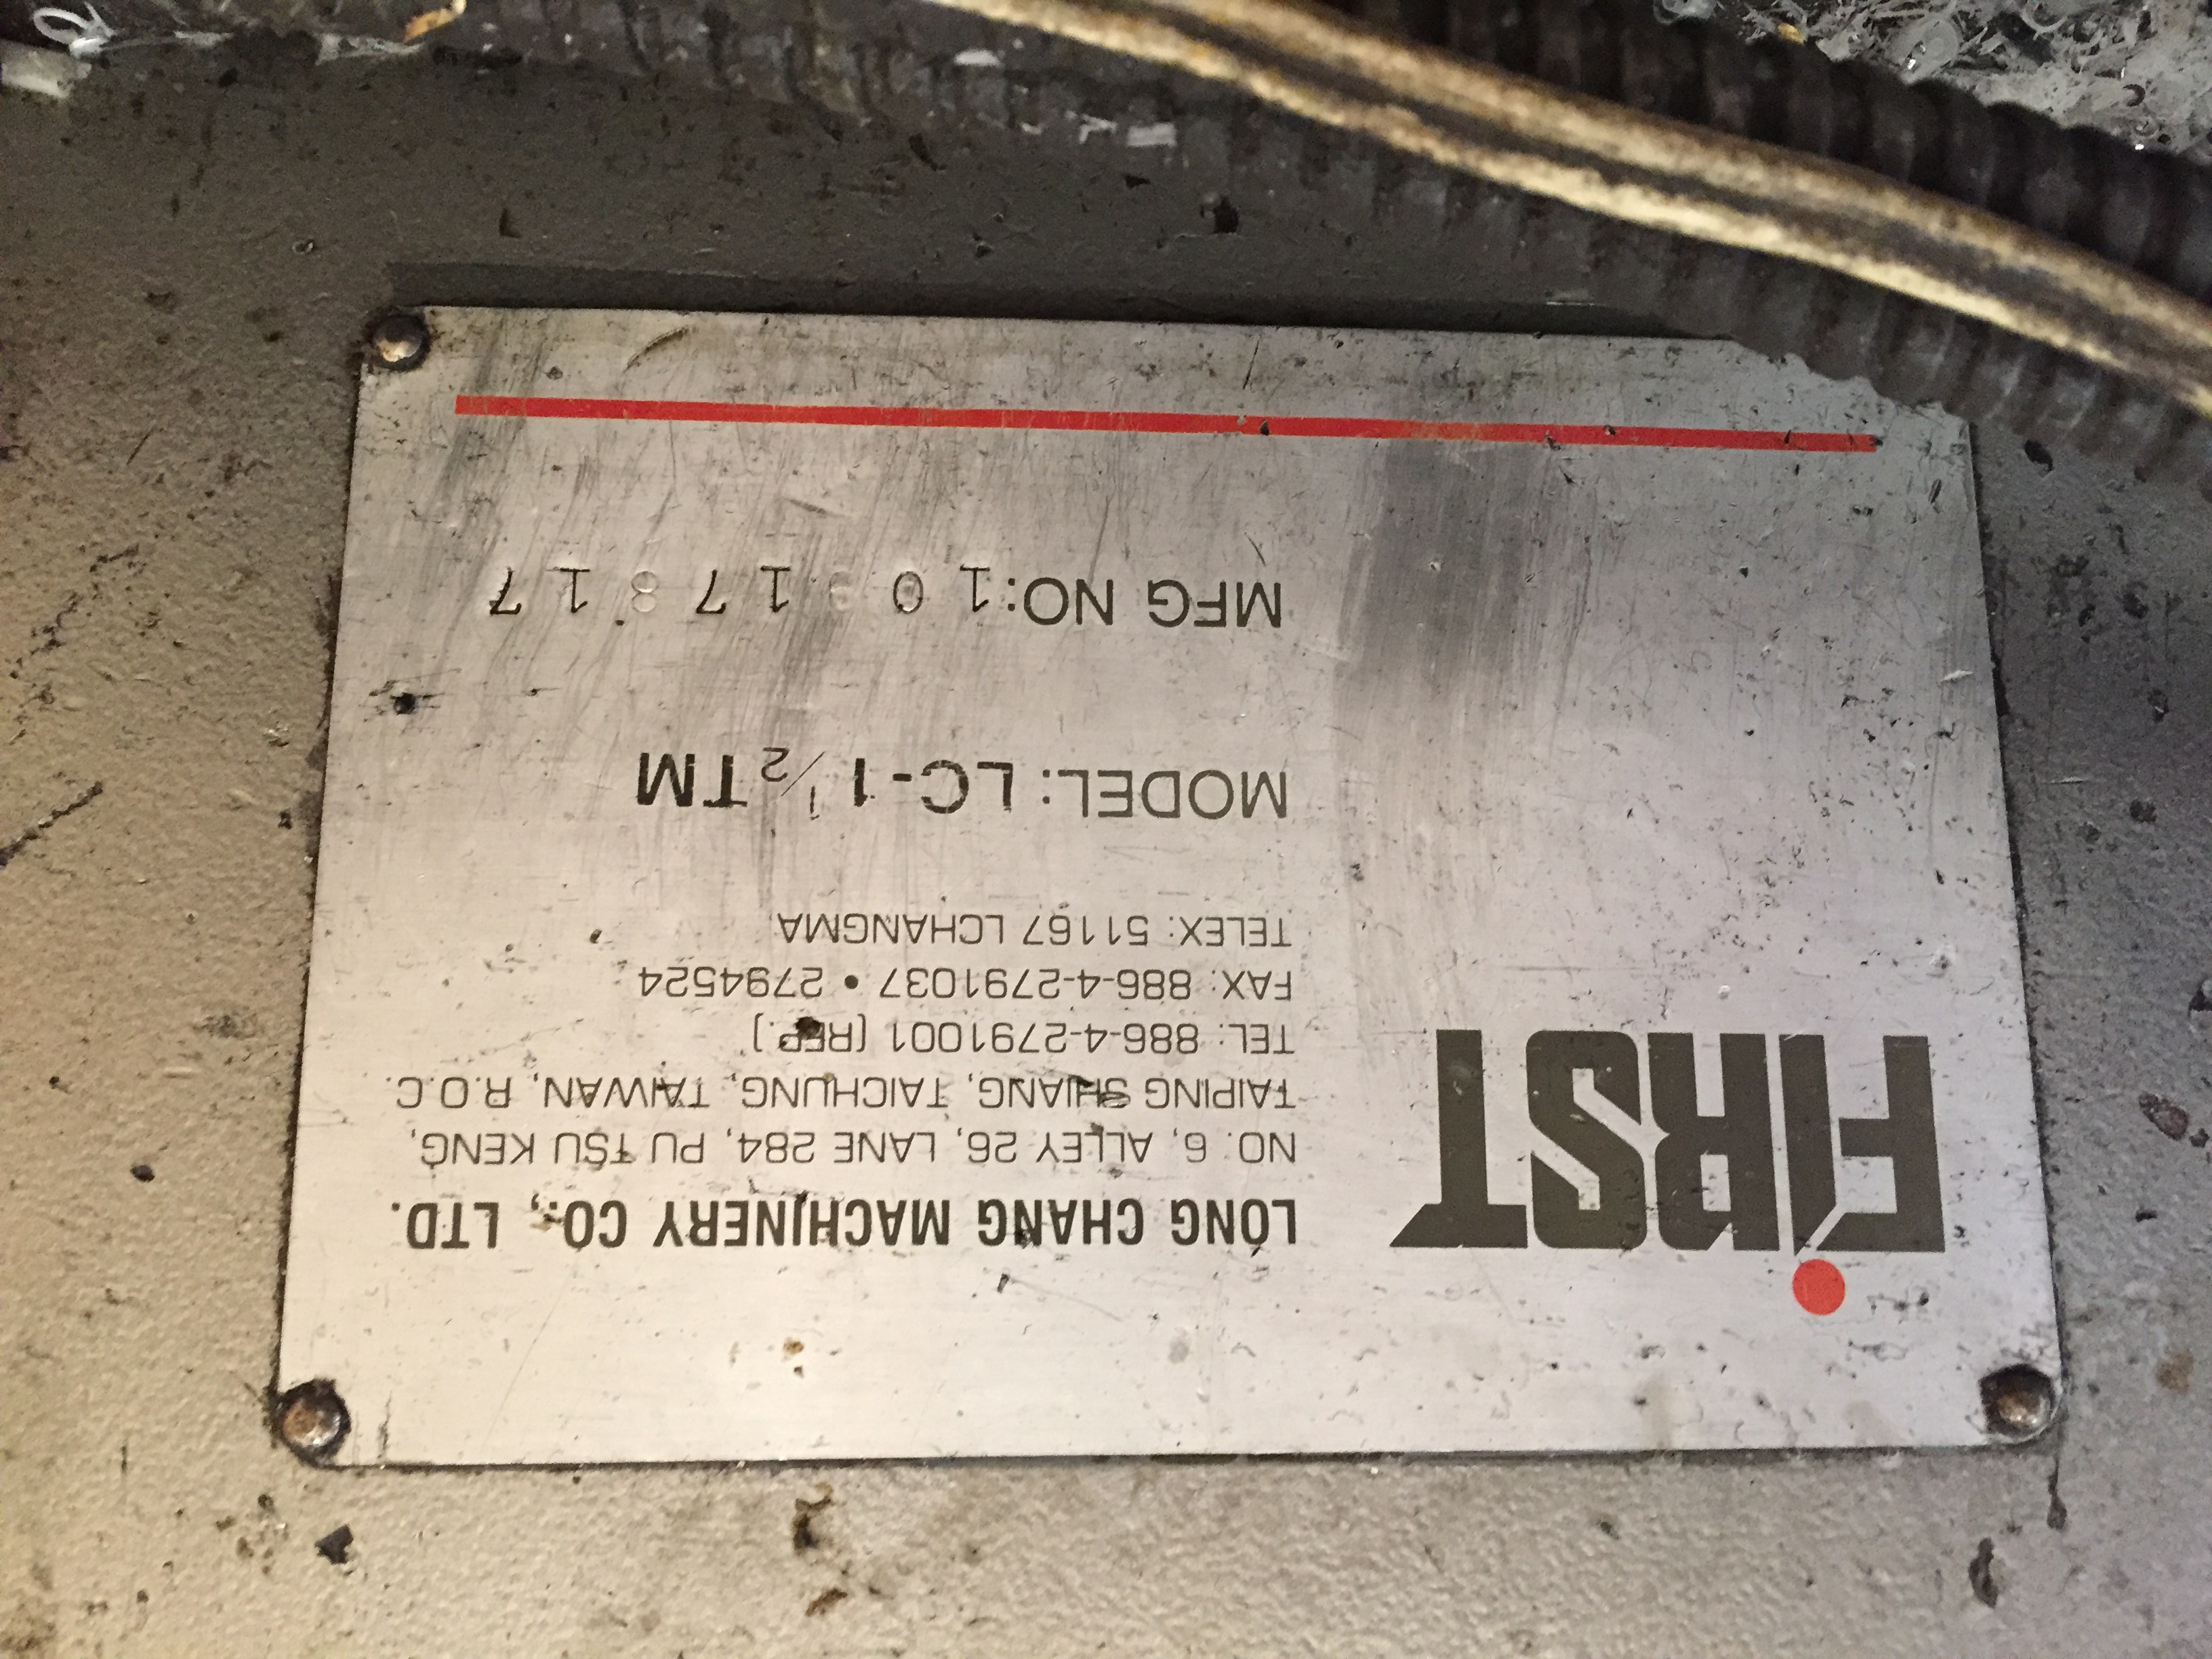 FiRST
LONG CHANG MACHINERY CO., LTD.
NO. 6, ALLEY 26, LANE 284, PU TSU KENG,
TAIPING SHIANG, TAICHUNG, TAIWAN, R.O.C.
TEL: 886-4-2791001 (REP.)
FAX: 886-4-2791037 • 2794524
TELEX: 51167 LCHANGMA
MODEL: LC-1 1/2 TM
MFG NO: